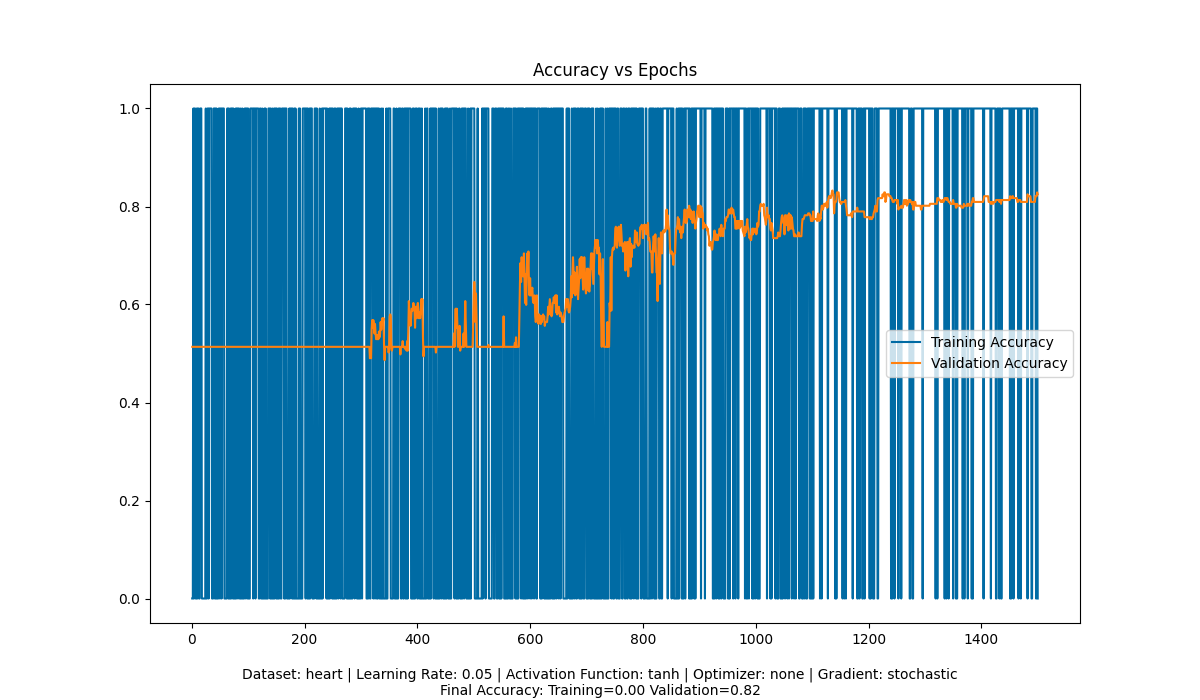 Accuracy vs Epochs
1.0
0.8
0.6
0.4
0.2
0.0
Training Accuracy
Validation Accuracy
0 200 400 600 800 1000 1200 1400
Dataset: heart | Learning Rate: 0.05 | Activation Function: tanh | Optimizer: none | Gradient: stochastic
Final Accuracy: Training=0.00 Validation=0.82